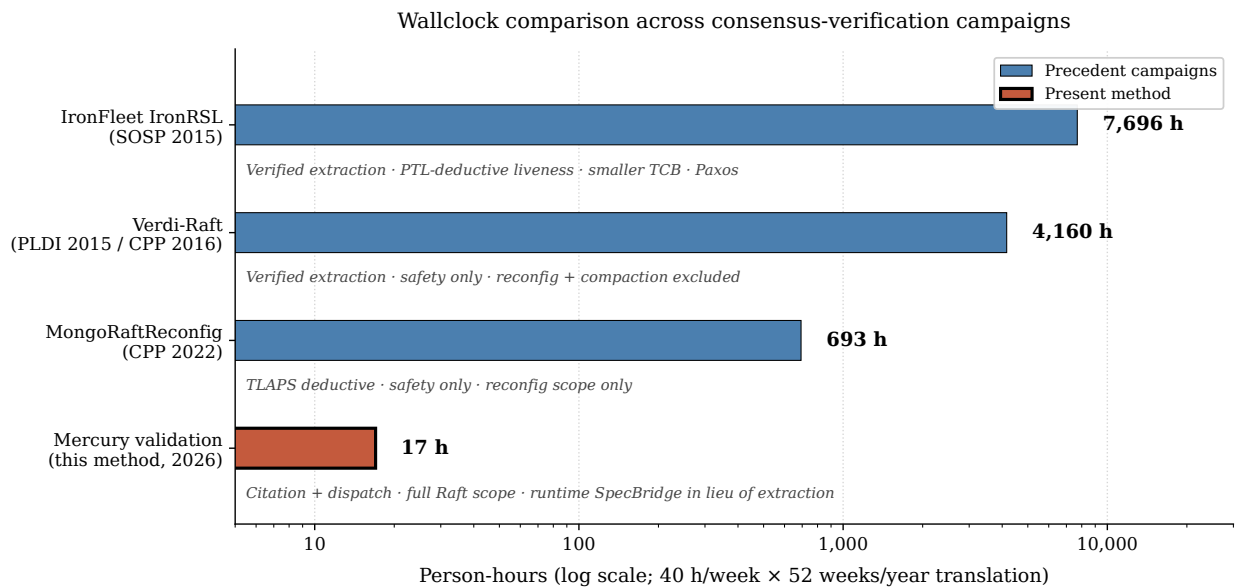 Wallclock comparison across consensus-verification campaigns
Precedent campaigns
Present method
IronFleet IronRSL
(SOSP 2015)
7,696 h
Verified extraction · PTL-deductive liveness · smaller TCB · Paxos
Verdi-Raft
(PLDI 2015 / CPP 2016)
4,160 h
Verified extraction · safety only · reconfig + compaction excluded
MongoRaftReconfig
(CPP 2022)
693 h
TLAPS deductive · safety only · reconfig scope only
Mercury validation
(this method, 2026)
17 h
Citation + dispatch · full Raft scope · runtime SpecBridge in lieu of extraction
10 100 1,000 10,000
Person-hours (log scale; 40 h/week × 52 weeks/year translation)